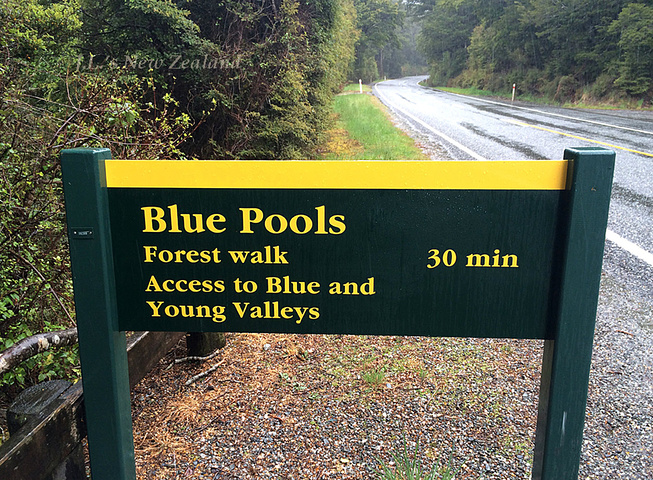 J.L.'s New Zealand
Blue Pools
Forest walk 30 min
Access to Blue and
Young Valleys